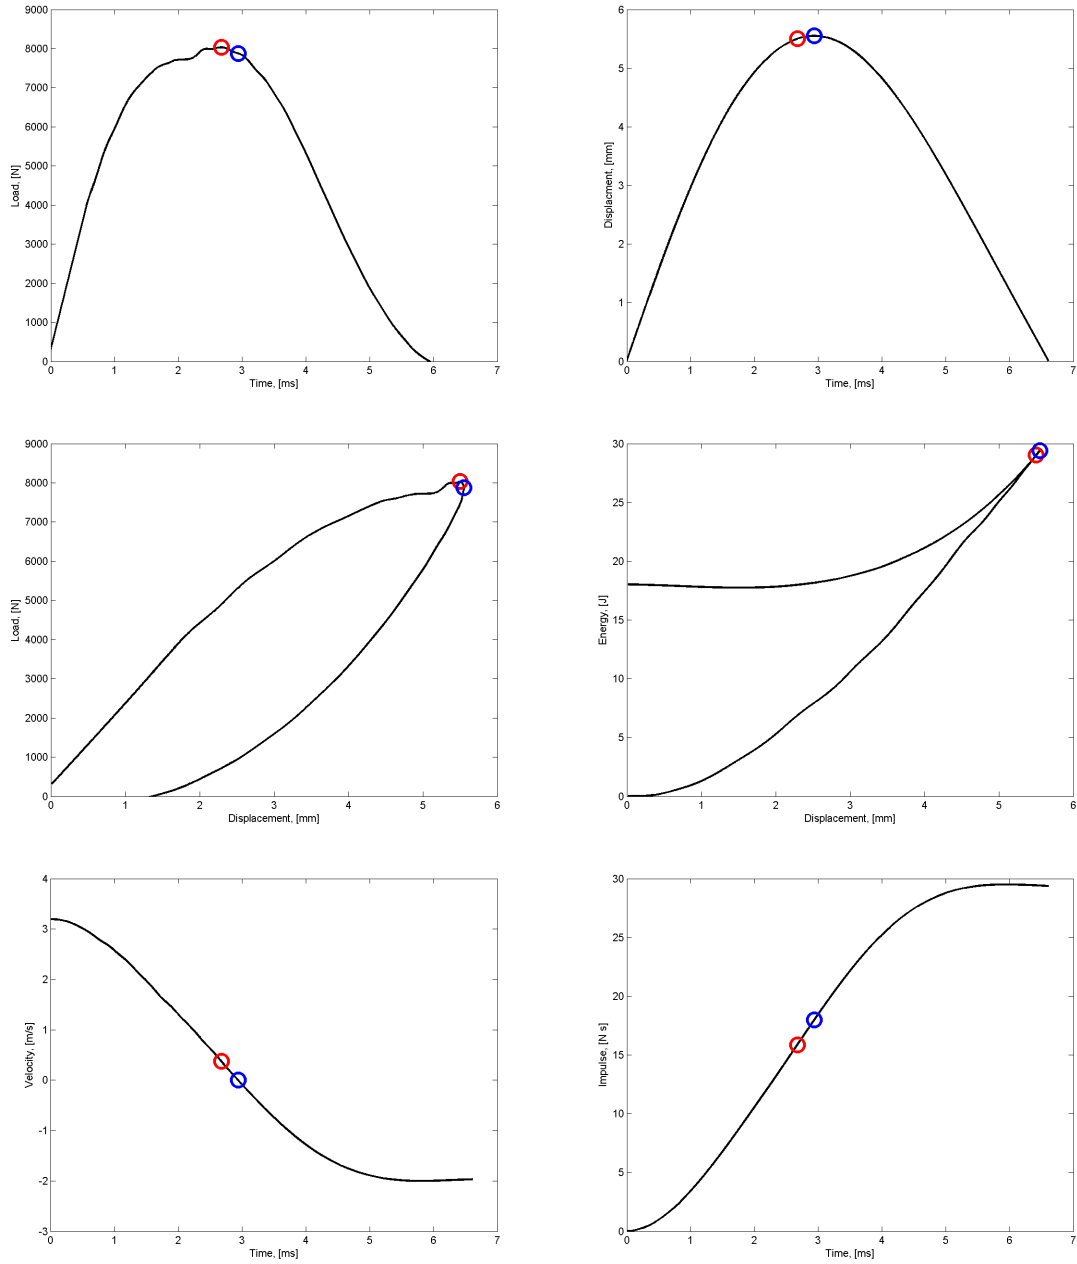 9000
8000
7000
6000
5000
4000
3000
2000
1000
0
Load, [N]
0 1 2 3 4 5 6 7
Time, [ms]
6
5
4
3
2
1
0
Displacment, [mm]
0 1 2 3 4 5 6 7
Time, [ms]
9000
8000
7000
6000
5000
4000
3000
2000
1000
0
Load, [N]
0 1 2 3 4 5 6
Displacement, [mm]
30
25
20
15
10
5
0
Energy, [J]
0 1 2 3 4 5 6
Displacement, [mm]
4
3
2
1
0
-1
-2
-3
Velocity, [m/s]
0 1 2 3 4 5 6 7
Time, [ms]
30
25
20
15
10
5
0
Impulse, [N s]
0 1 2 3 4 5 6 7
Time, [ms]